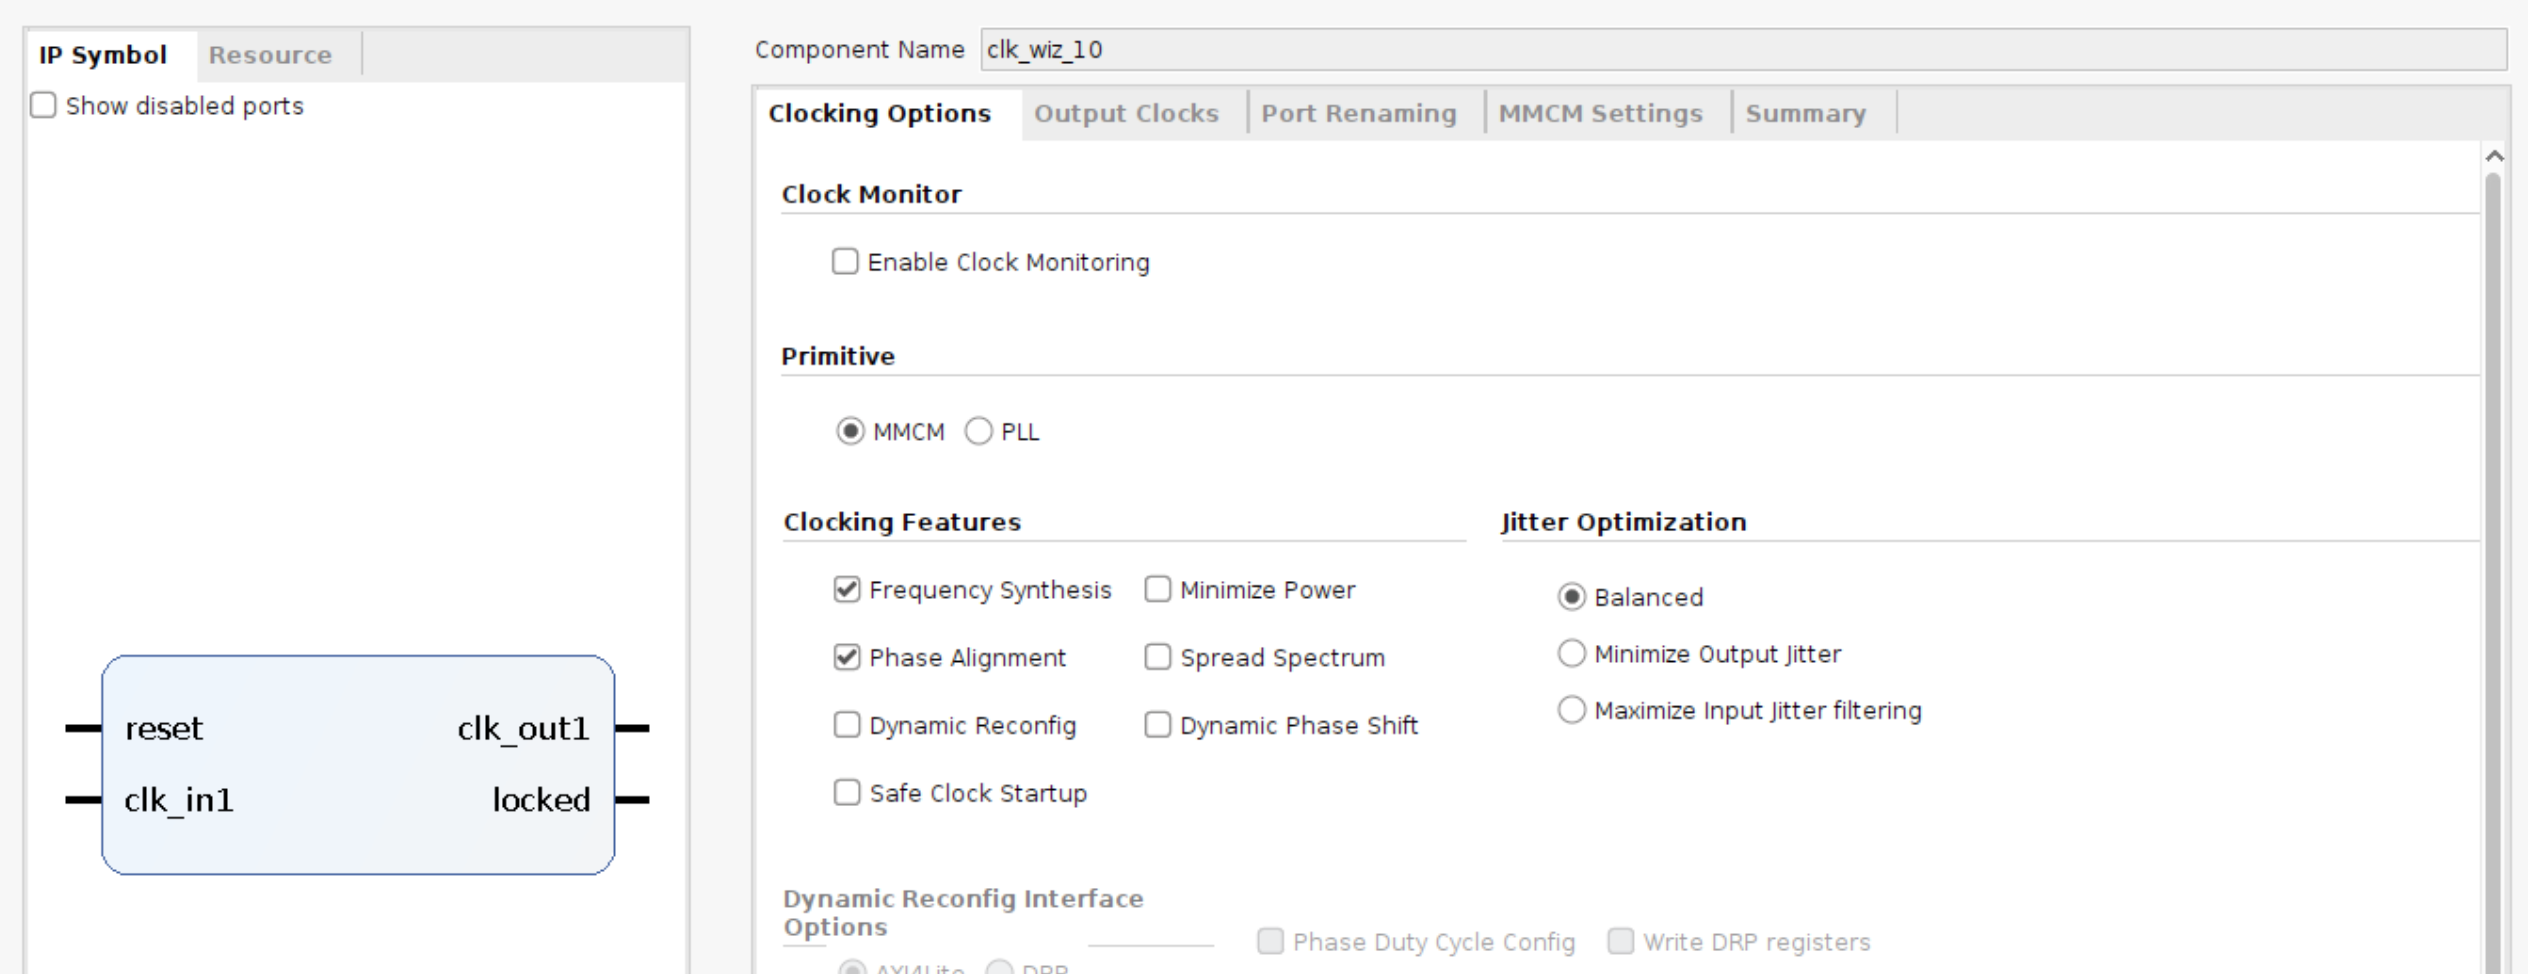 IP Symbol Resource
Show disabled ports
reset clk_out1
clk_in1 locked
Component Name clk_wiz_10
Clocking Options Output Clocks Port Renaming MMCM Settings Summary
Clock Monitor
Enable Clock Monitoring
Primitive
MMCM PLL
Clocking Features
Frequency Synthesis Minimize Power
Phase Alignment Spread Spectrum
Dynamic Reconfig Dynamic Phase Shift
Safe Clock Startup
Jitter Optimization
Balanced
Minimize Output Jitter
Maximize Input Jitter filtering
Dynamic Reconfig Interface
Options
Phase Duty Cycle Config Write DRP registers
AXI4Lite DRP